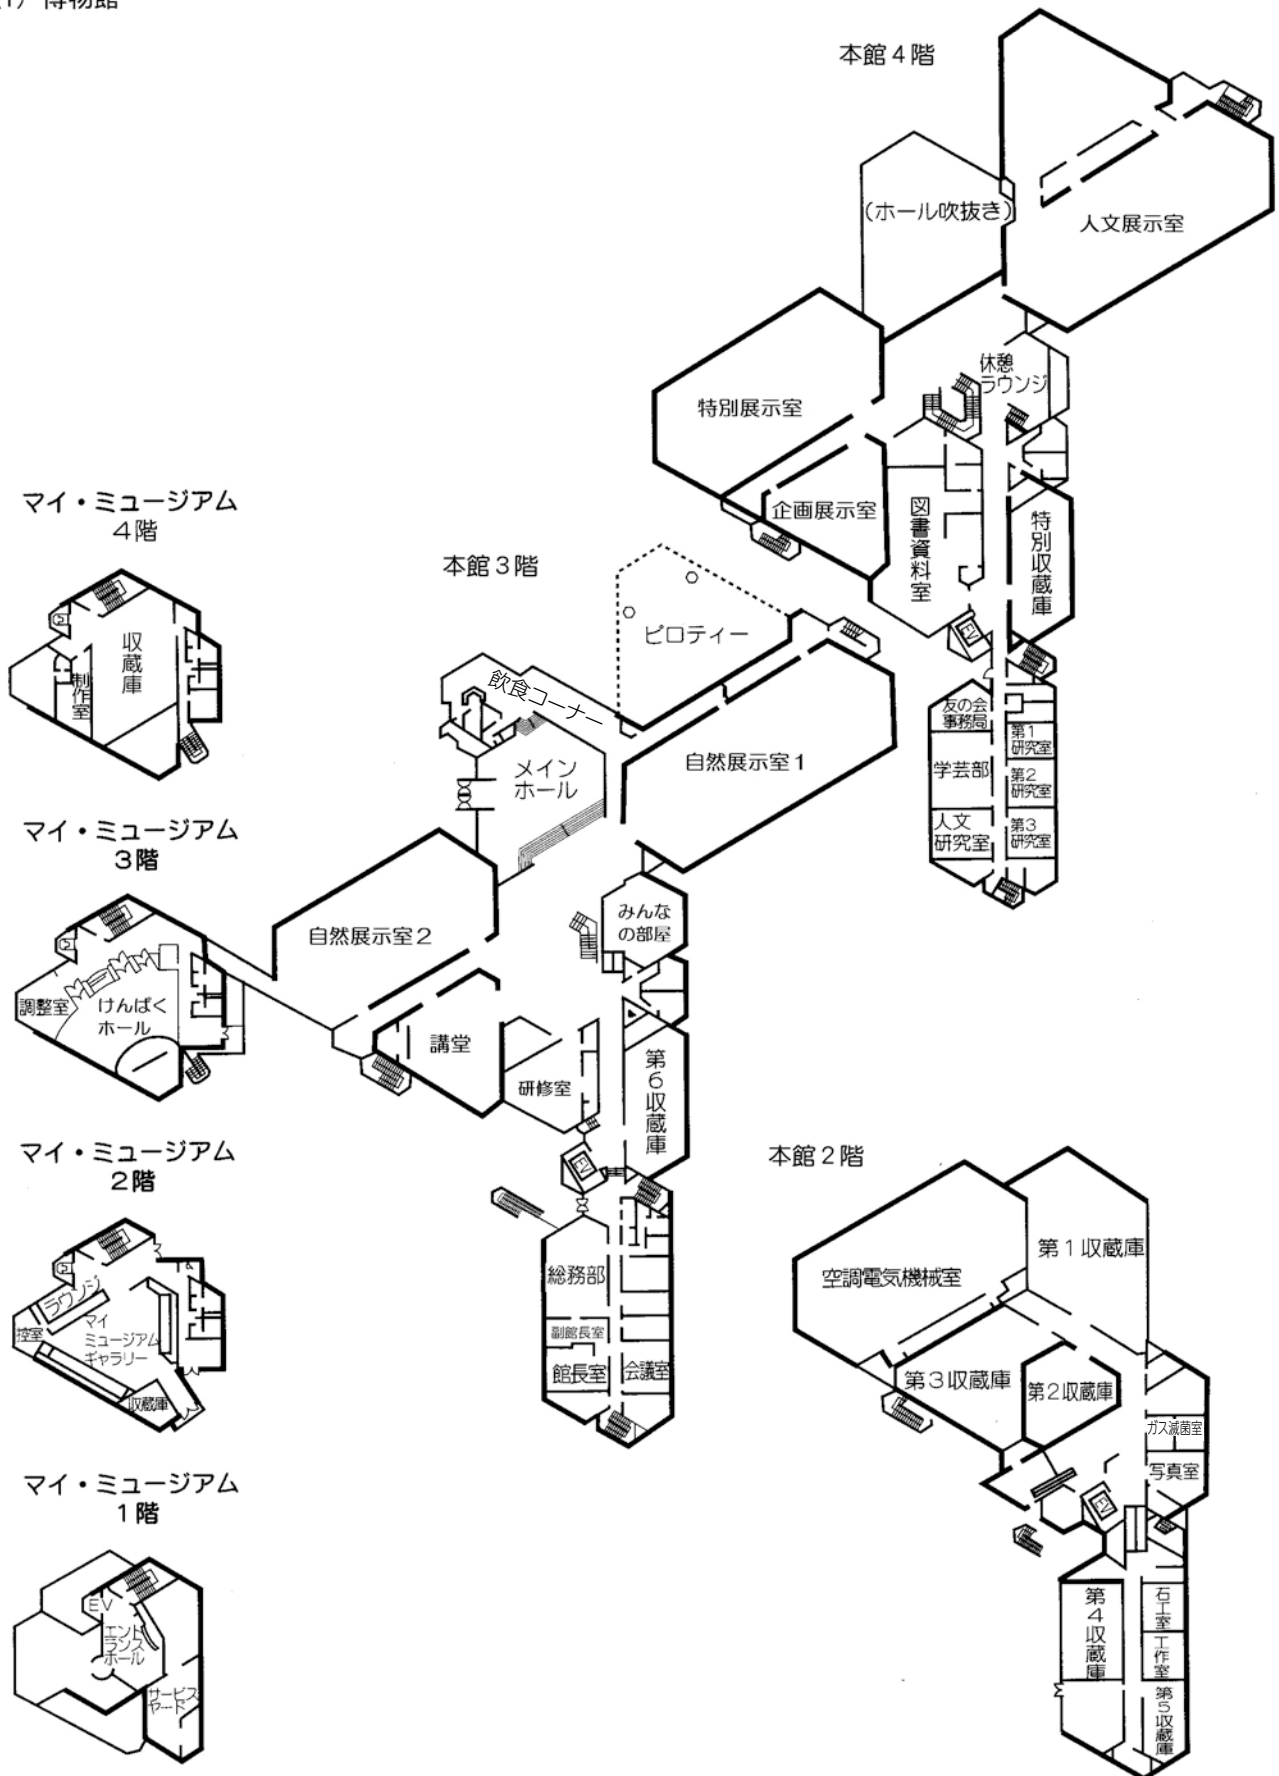 博物館
本館4階
(ホール吹抜き)
人文展示室
休憩
ラウンジ
特別展示室
企画展示室
図書資料室
特別収蔵庫
EV
友の会
事務局
学芸部
人文
研究室
第1
研究室
第2
研究室
第3
研究室
本館3階
ピロティー
飲食コーナー
メイン
ホール
自然展示室1
自然展示室2
みんな
の部屋
講堂
研修室
第6収蔵庫
EV
総務部
副館長室
館長室
会議室
本館2階
第1収蔵庫
空調電気機械室
第3収蔵庫
第2収蔵庫
ガス滅菌室
写真室
EV
第4収蔵庫
石工室
工作室
第5収蔵庫
マイ・ミュージアム
4階
収蔵庫
制作室
マイ・ミュージアム
3階
調整室
けんぱく
ホール
マイ・ミュージアム
2階
ラウンジ
控室
マイ
ミュージアム
ギャラリー
収蔵庫
マイ・ミュージアム
1階
EV
エント
ランス
ホール
サービス
ヤード